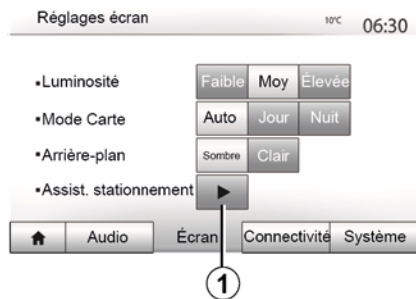 Réglages écran 10°C 06:30
▪Luminosité Faible Moy Élevée
▪Mode Carte Auto Jour Nuit
▪Arrière-plan Sombre Clair
▪Assist. stationnement ►
Audio Écran Connectivité Système
1